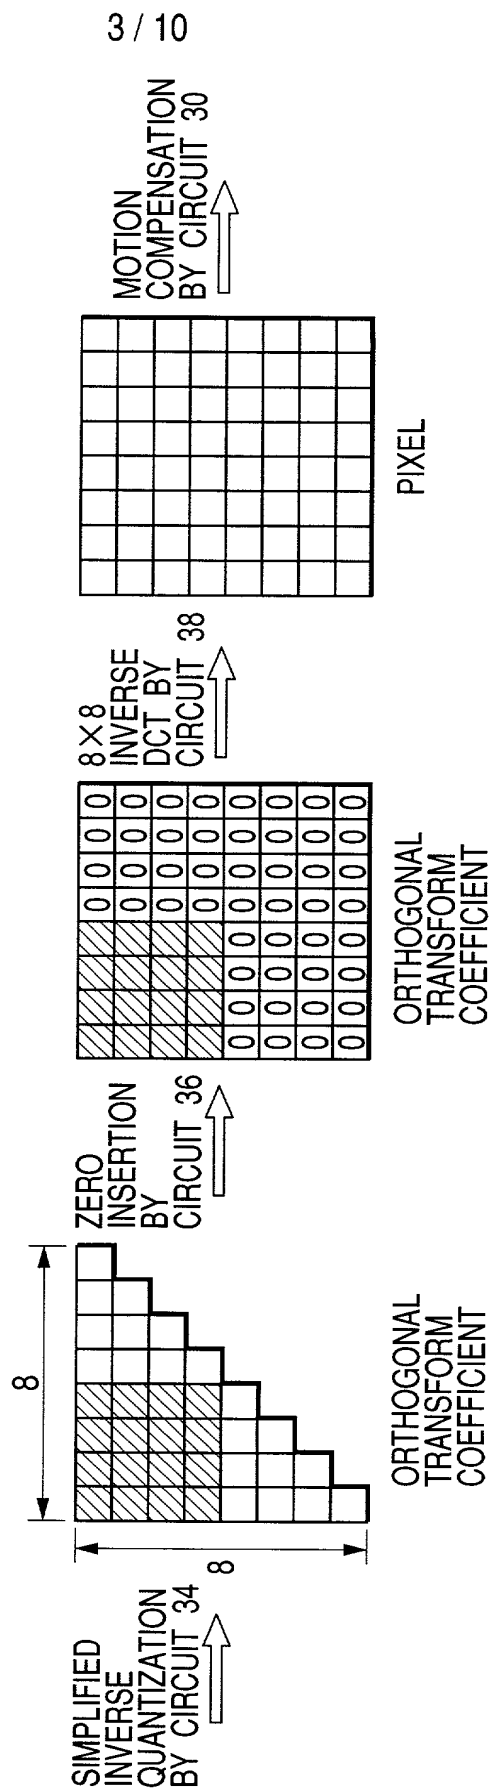 3 / 10
SIMPLIFIED
INVERSE
QUANTIZATION
BY CIRCUIT 34
8
8
ORTHOGONAL
TRANSFORM
COEFFICIENT
ZERO
INSERTION
BY
CIRCUIT 36
0 0 0 0
0 0 0 0
0 0 0 0
0 0 0 0
0 0 0 0 0 0 0 0
0 0 0 0 0 0 0 0
0 0 0 0 0 0 0 0
0 0 0 0 0 0 0 0
ORTHOGONAL
TRANSFORM
COEFFICIENT
8×8
INVERSE
DCT BY
CIRCUIT 38
PIXEL
MOTION
COMPENSATION
BY CIRCUIT 30